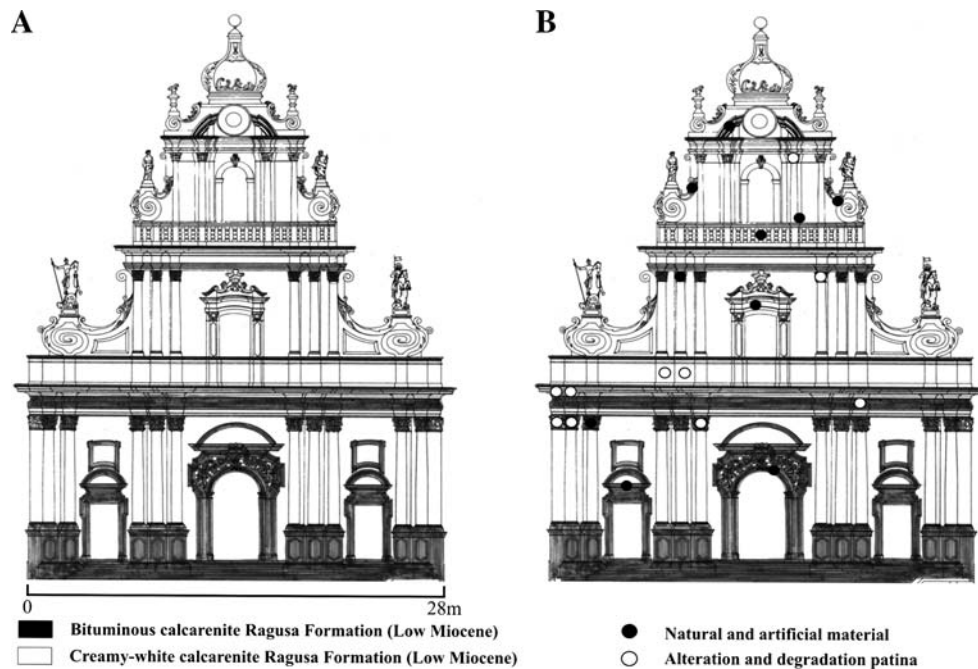 A
B
0
28m
Bituminous calcarenite Ragusa Formation (Low Miocene)
Creamy-white calcarenite Ragusa Formation (Low Miocene)
Natural and artificial material
Alteration and degradation patina